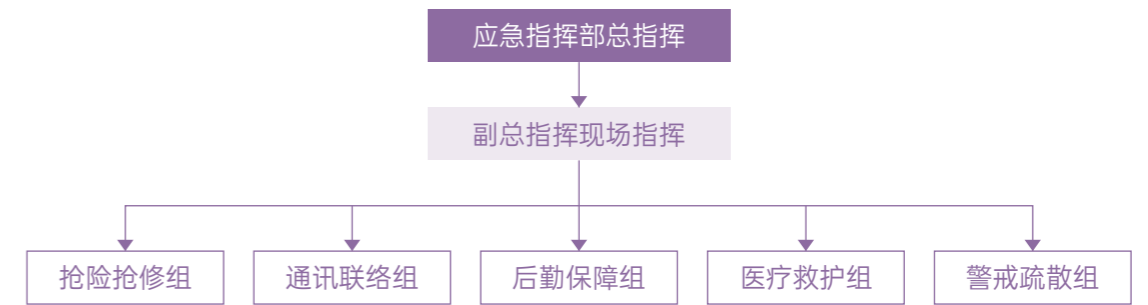 应急指挥部总指挥
副总指挥现场指挥
抢险抢修组
通讯联络组
后勤保障组
医疗救护组
警戒疏散组